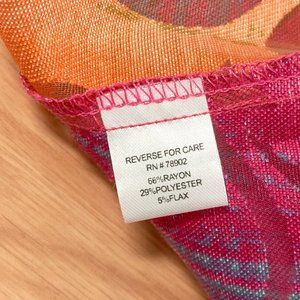 REVERSE FOR CARE
RN # 78902
66%RAYON
29%POLYESTER
5%FLAX